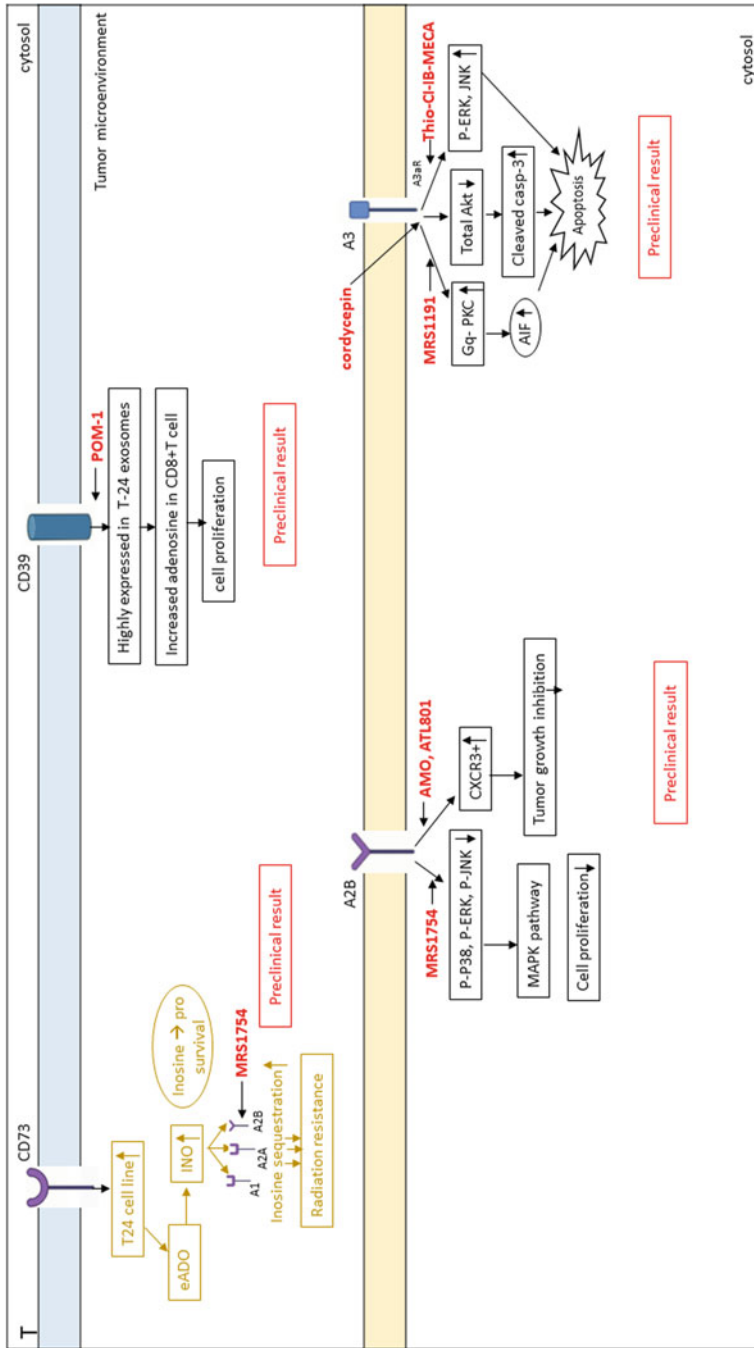 T
cytosol
CD73
CD39
Tumor microenvironment
T24 cell line↑
eADO
INO↑
Inosine → pro
survival
A1
A2A
A2B
MRS1754
Inosine sequestration↑
Radiation resistance
Preclinical result
POM-1
Highly expressed in T-24 exosomes
Increased adenosine in CD8+T cell
cell proliferation
Preclinical result
A2B
MRS1754
AMO, ATL801
P-P38, P-ERK, P-JNK↓
CXCR3+↑
MAPK pathway
Tumor growth inhibition↓
Cell proliferation↓
Preclinical result
A3
cordycepin
A3aR
MRS1191
Thio-CI-IB-MECA
Gq- PKC↑
Total Akt↓
P-ERK, JNK↑
AIF↑
Cleaved casp-3↑
Apoptosis
Preclinical result
cytosol